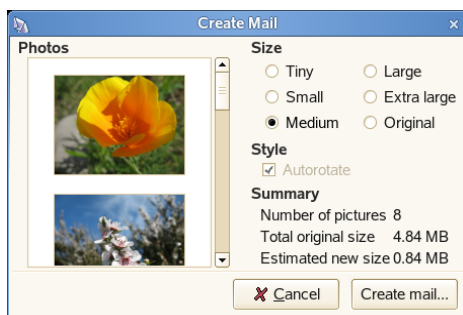 Create Mail
Photos
Size
Tiny
Large
Small
Extra large
Medium
Original
Style
Autorotate
Summary
Number of pictures 8
Total original size 4.84 MB
Estimated new size 0.84 MB
Cancel
Create mail...